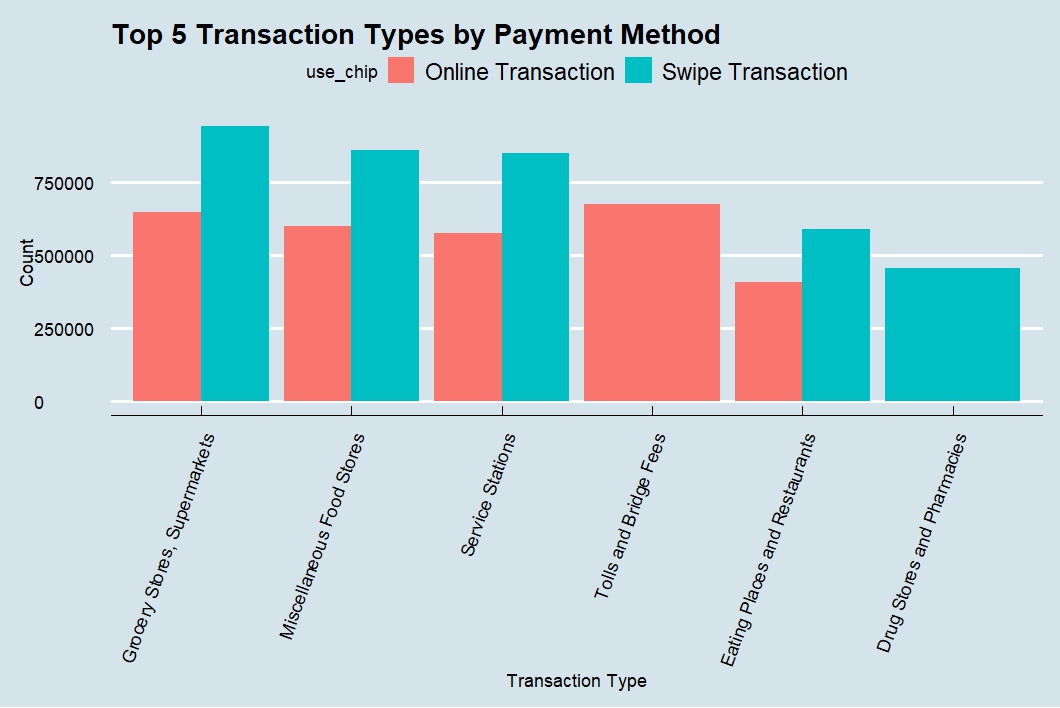 Top 5 Transaction Types by Payment Method
use_chip Online Transaction Swipe Transaction
Count
750000
500000
250000
0
Grocery Stores, Supermarkets
Miscellaneous Food Stores
Service Stations
Tolls and Bridge Fees
Eating Places and Restaurants
Drug Stores and Pharmacies
Transaction Type